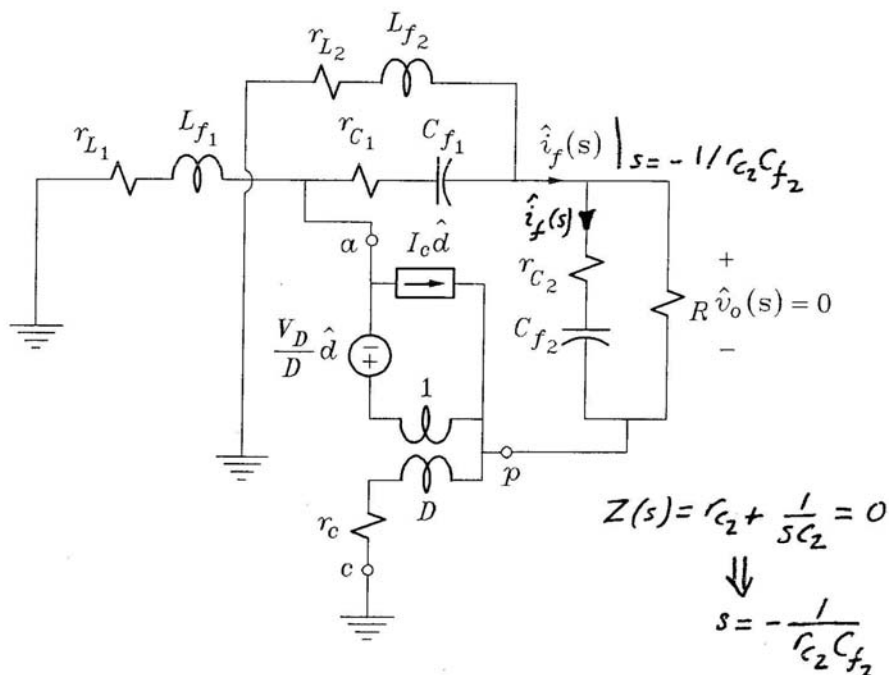 r_{L_2}
L_{f_2}
r_{L_1}
L_{f_1}
r_{C_1}
C_{f_1}
î_f(s) | s = -1/r_{c_2}C_{f_2}
î_f(s)
a
I_c d̂
r_{C_2}
+
R v̂_o(s) = 0
−
C_{f_2}
V_D/D d̂
− +
1
D
p
r_c
c
Z(s) = r_{c_2} + 1/sC_2 = 0
⇓
s = - 1/r_{c_2}C_{f_2}